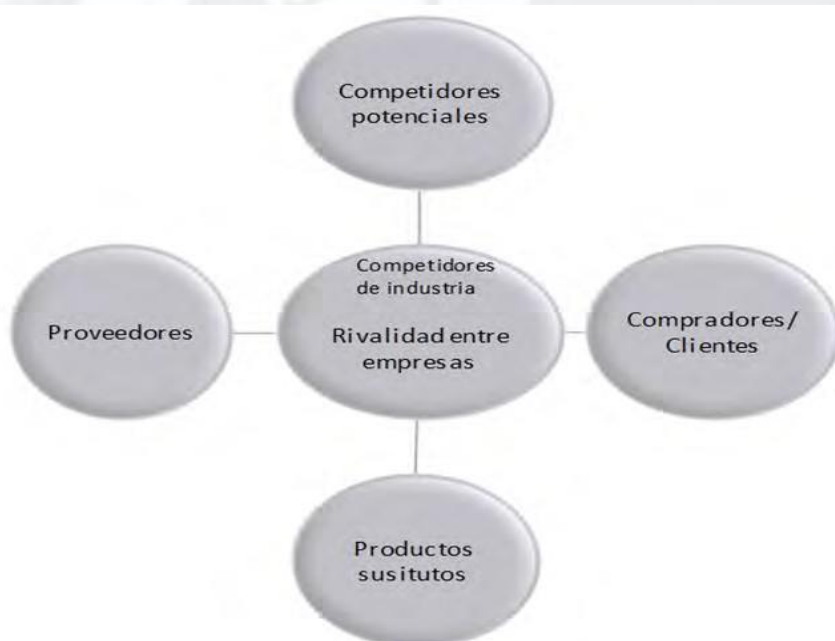 Competidores
potenciales
Proveedores
Competidores
de industria
Rivalidad entre
empresas
Compradores/
Clientes
Productos
susitutos